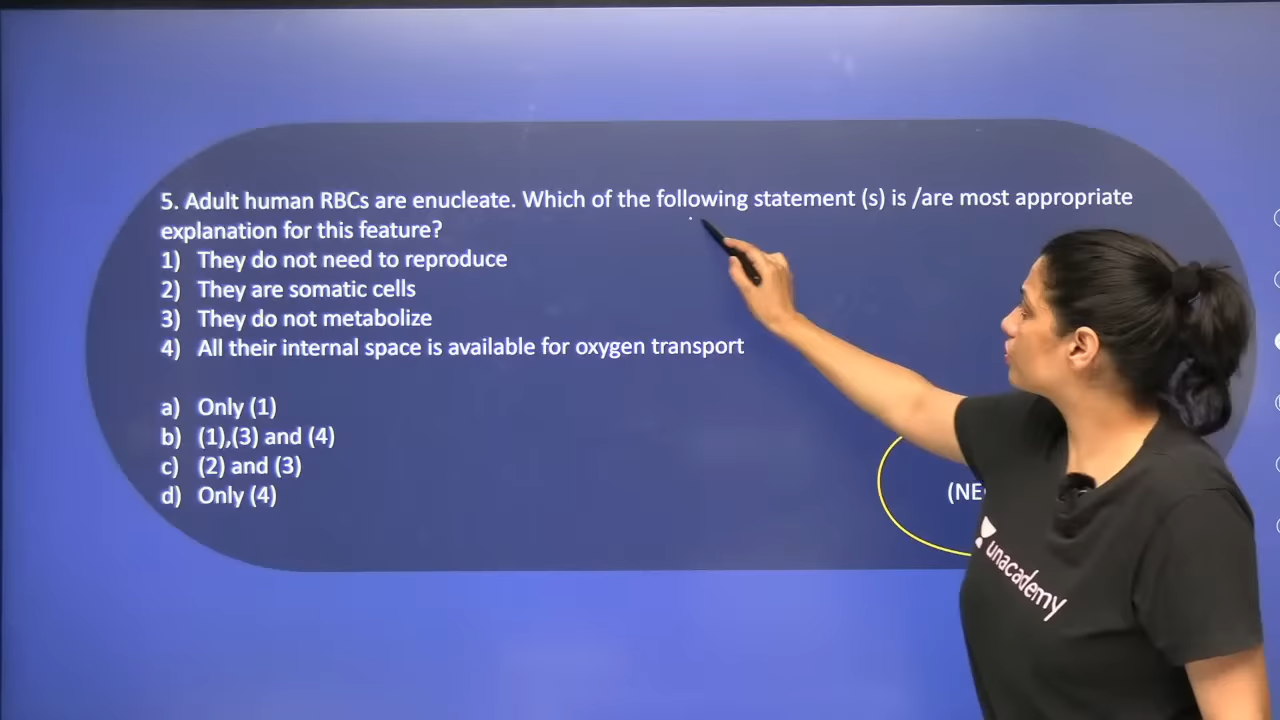 5. Adult human RBCs are enucleate. Which of the following statement (s) is /are most appropriate
explanation for this feature?
1) They do not need to reproduce
2) They are somatic cells
3) They do not metabolize
4) All their internal space is available for oxygen transport
a) Only (1)
b) (1),(3) and (4)
c) (2) and (3)
d) Only (4)
unacademy